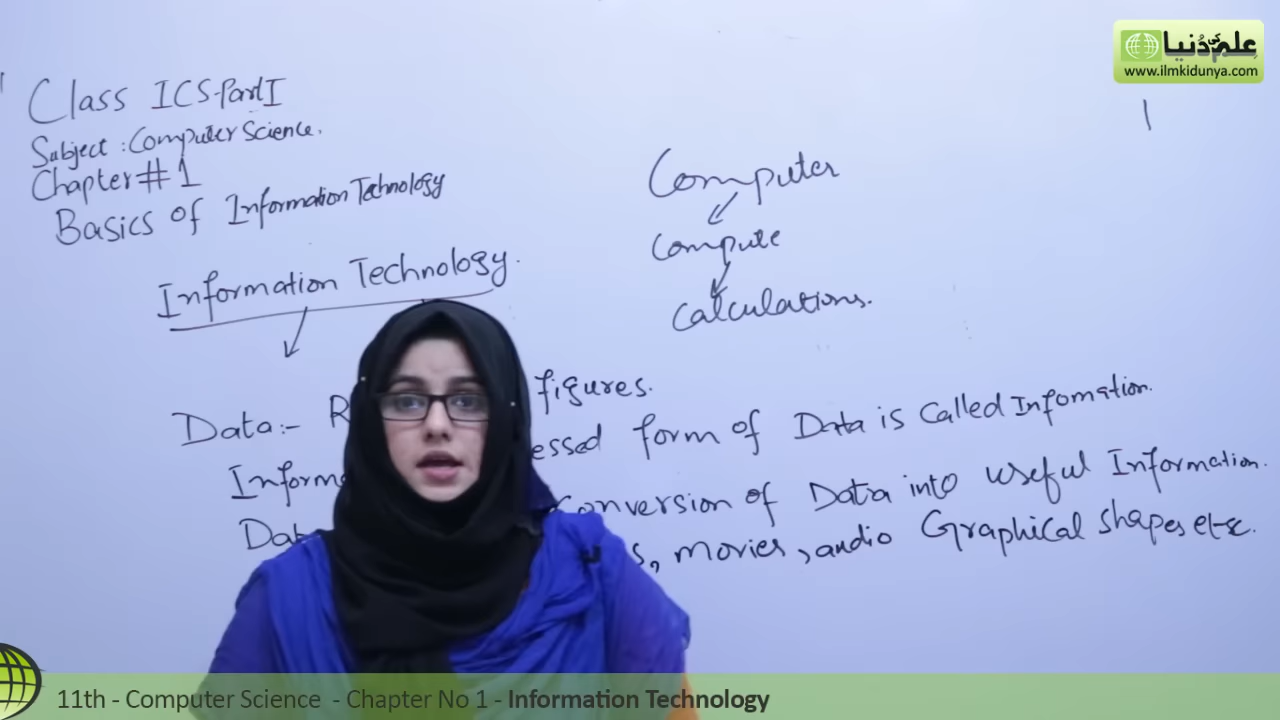 علم کی دنیا
www.ilmkidunya.com
Class ICS-Part I
Subject : Computer Science.
Chapter # 1
Basics of Information Technology
Information Technology.
Computer
Compute
Calculations.
Data:- R figures.
Inform essed form of Data is Called Infomation.
Dat Conversion of Data into useful Information.
s, movies, audio Graphical shapes etc.
11th - Computer Science - Chapter No 1 - Information Technology